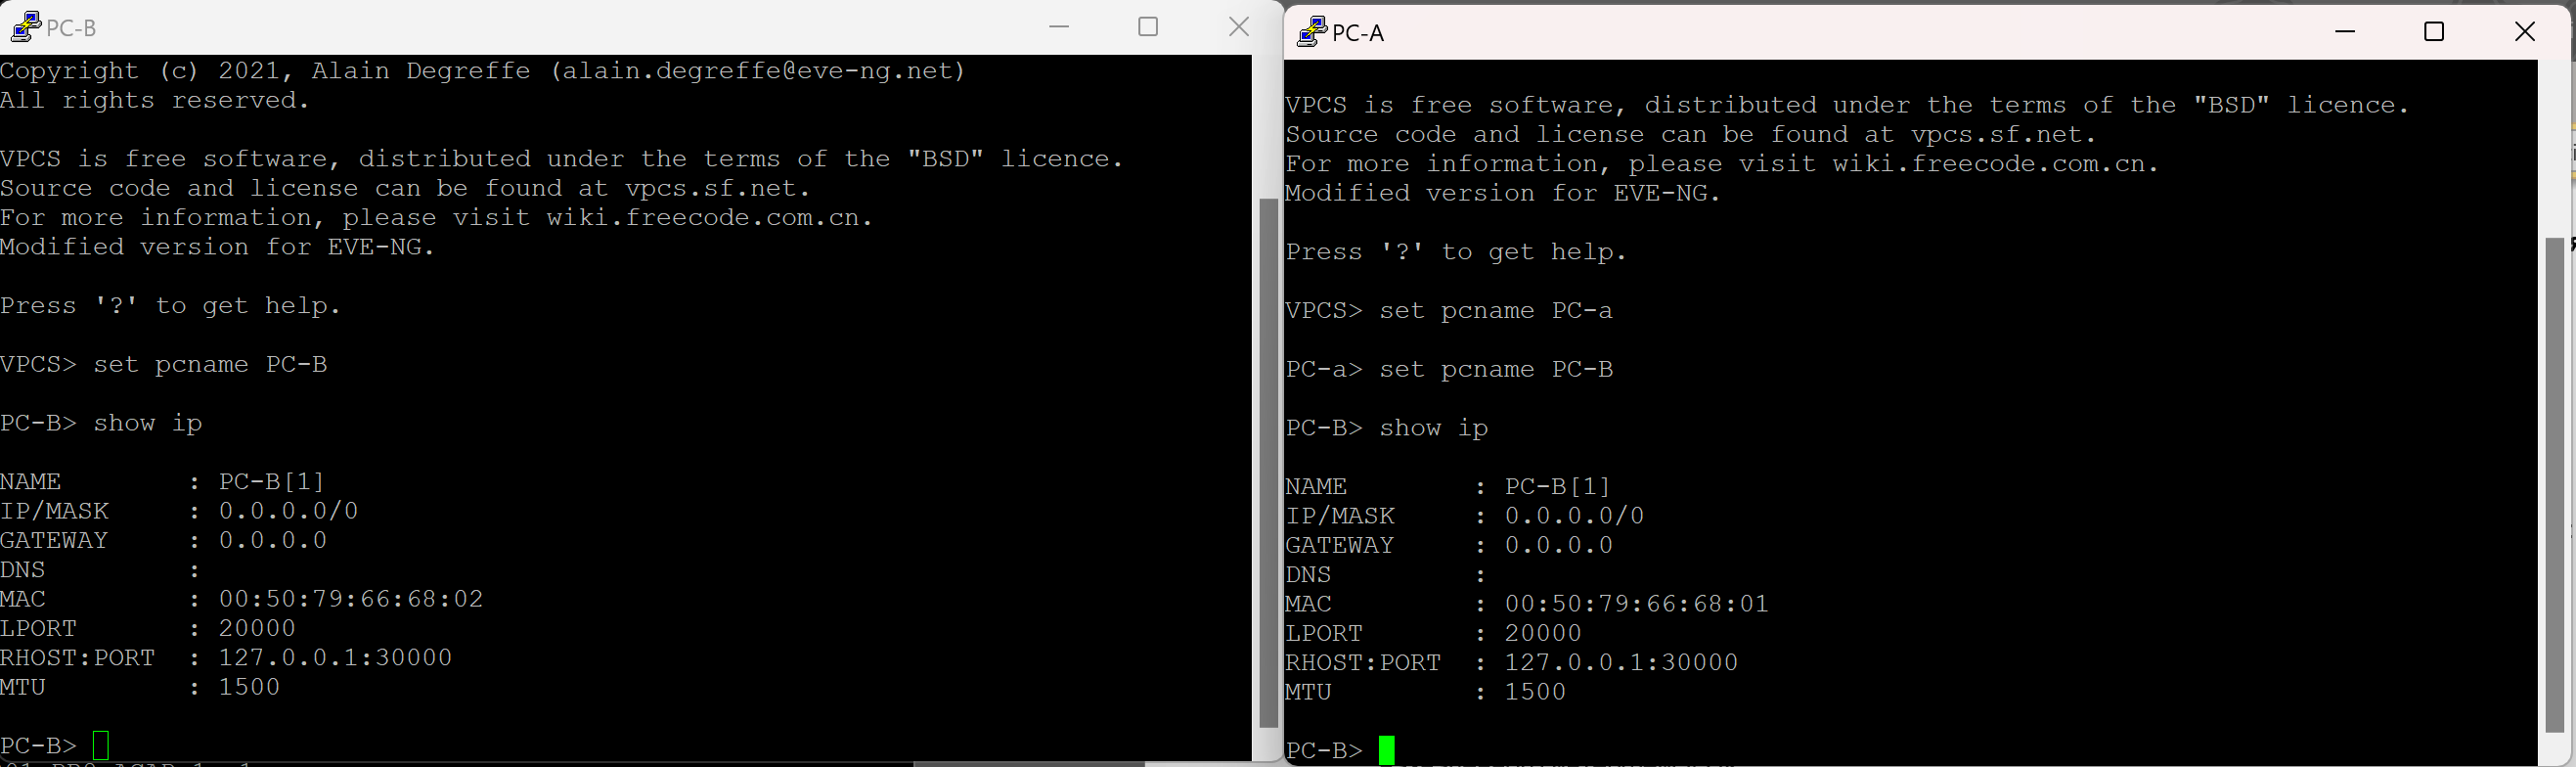 PC-B
Copyright (c) 2021, Alain Degreffe (alain.degreffe@eve-ng.net)
All rights reserved.
VPCS is free software, distributed under the terms of the "BSD" licence.
Source code and license can be found at vpcs.sf.net.
For more information, please visit wiki.freecode.com.cn.
Modified version for EVE-NG.
Press '?' to get help.
VPCS> set pcname PC-B
PC-B> show ip
NAME        : PC-B[1]
IP/MASK     : 0.0.0.0/0
GATEWAY     : 0.0.0.0
DNS         :
MAC         : 00:50:79:66:68:02
LPORT       : 20000
RHOST:PORT  : 127.0.0.1:30000
MTU         : 1500
PC-B>
PC-A
VPCS is free software, distributed under the terms of the "BSD" licence.
Source code and license can be found at vpcs.sf.net.
For more information, please visit wiki.freecode.com.cn.
Modified version for EVE-NG.
Press '?' to get help.
VPCS> set pcname PC-a
PC-a> set pcname PC-B
PC-B> show ip
NAME        : PC-B[1]
IP/MASK     : 0.0.0.0/0
GATEWAY     : 0.0.0.0
DNS         :
MAC         : 00:50:79:66:68:01
LPORT       : 20000
RHOST:PORT  : 127.0.0.1:30000
MTU         : 1500
PC-B>